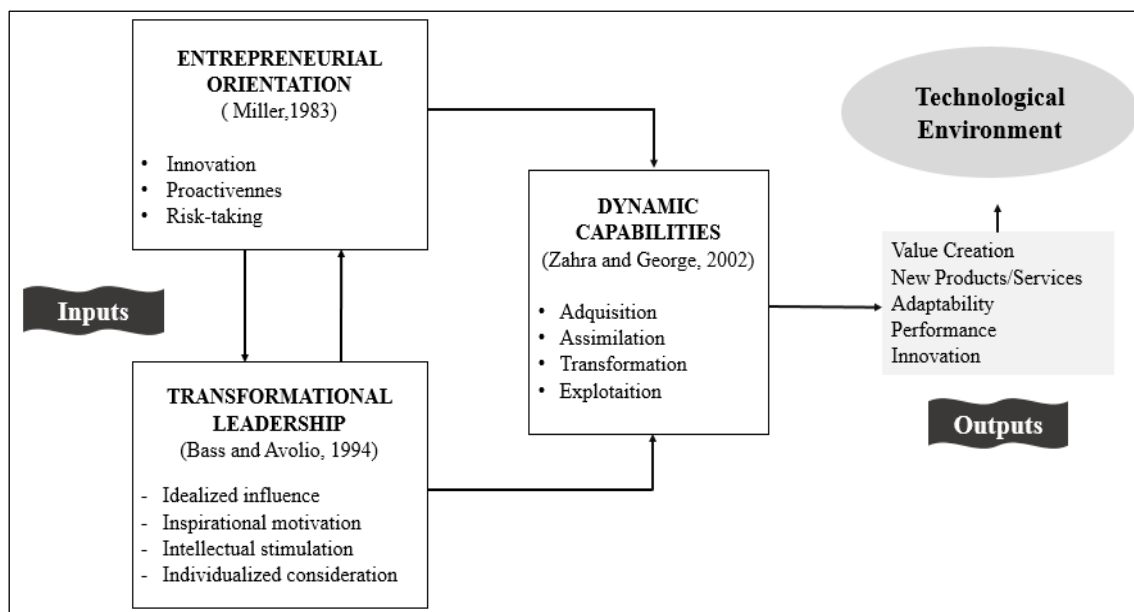 ENTREPRENEURIAL
ORIENTATION
( Miller,1983)
• Innovation
• Proactivennes
• Risk-taking
Inputs
TRANSFORMATIONAL
LEADERSHIP
(Bass and Avolio, 1994)
- Idealized influence
- Inspirational motivation
- Intellectual stimulation
- Individualized consideration
DYNAMIC
CAPABILITIES
(Zahra and George, 2002)
• Adquisition
• Assimilation
• Transformation
• Explotaition
Technological
Environment
Value Creation
New Products/Services
Adaptability
Performance
Innovation
Outputs